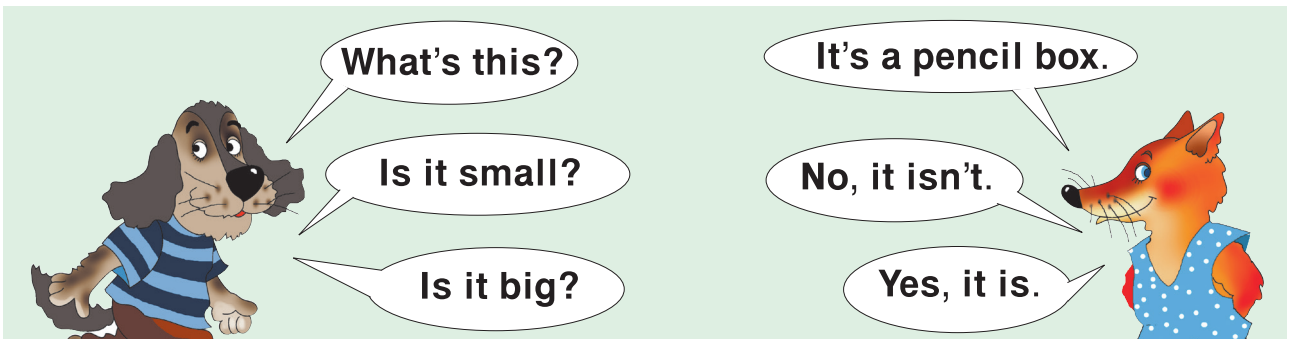 What's this?
It's a pencil box.
Is it small?
No, it isn't.
Is it big?
Yes, it is.